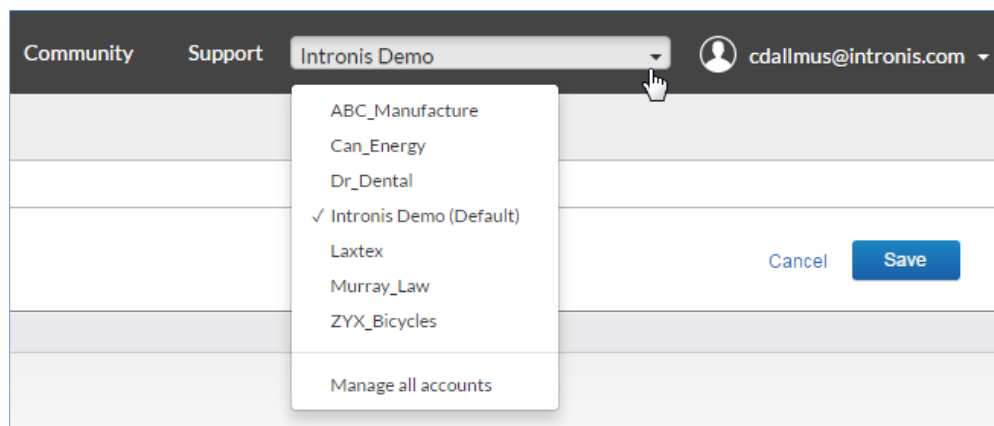 Community Support Intronis Demo cdallmus@intronis.com
ABC_Manufacture
Can_Energy
Dr_Dental
✓ Intronis Demo (Default)
Laxtex
Cancel Save
Murray_Law
ZYX_Bicycles
Manage all accounts